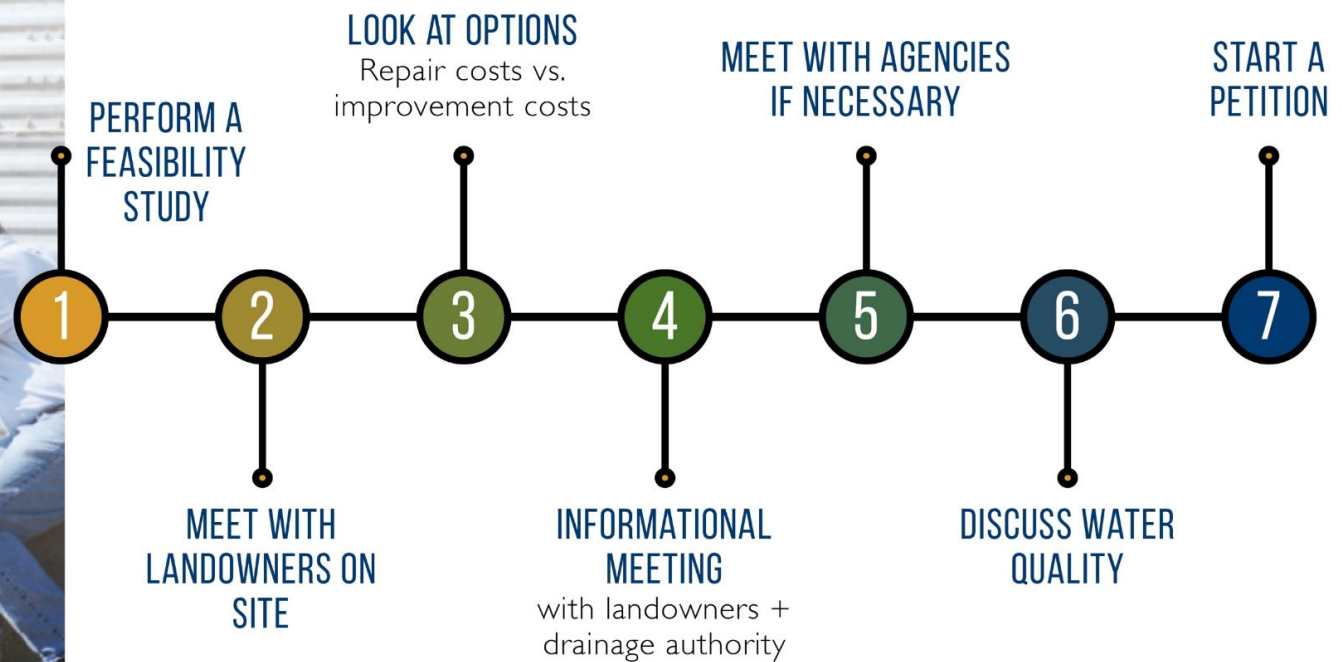 1
PERFORM A
FEASIBILITY
STUDY
2
MEET WITH
LANDOWNERS ON
SITE
3
LOOK AT OPTIONS
Repair costs vs.
improvement costs
4
INFORMATIONAL
MEETING
with landowners +
drainage authority
5
MEET WITH AGENCIES
IF NECESSARY
6
DISCUSS WATER
QUALITY
7
START A
PETITION